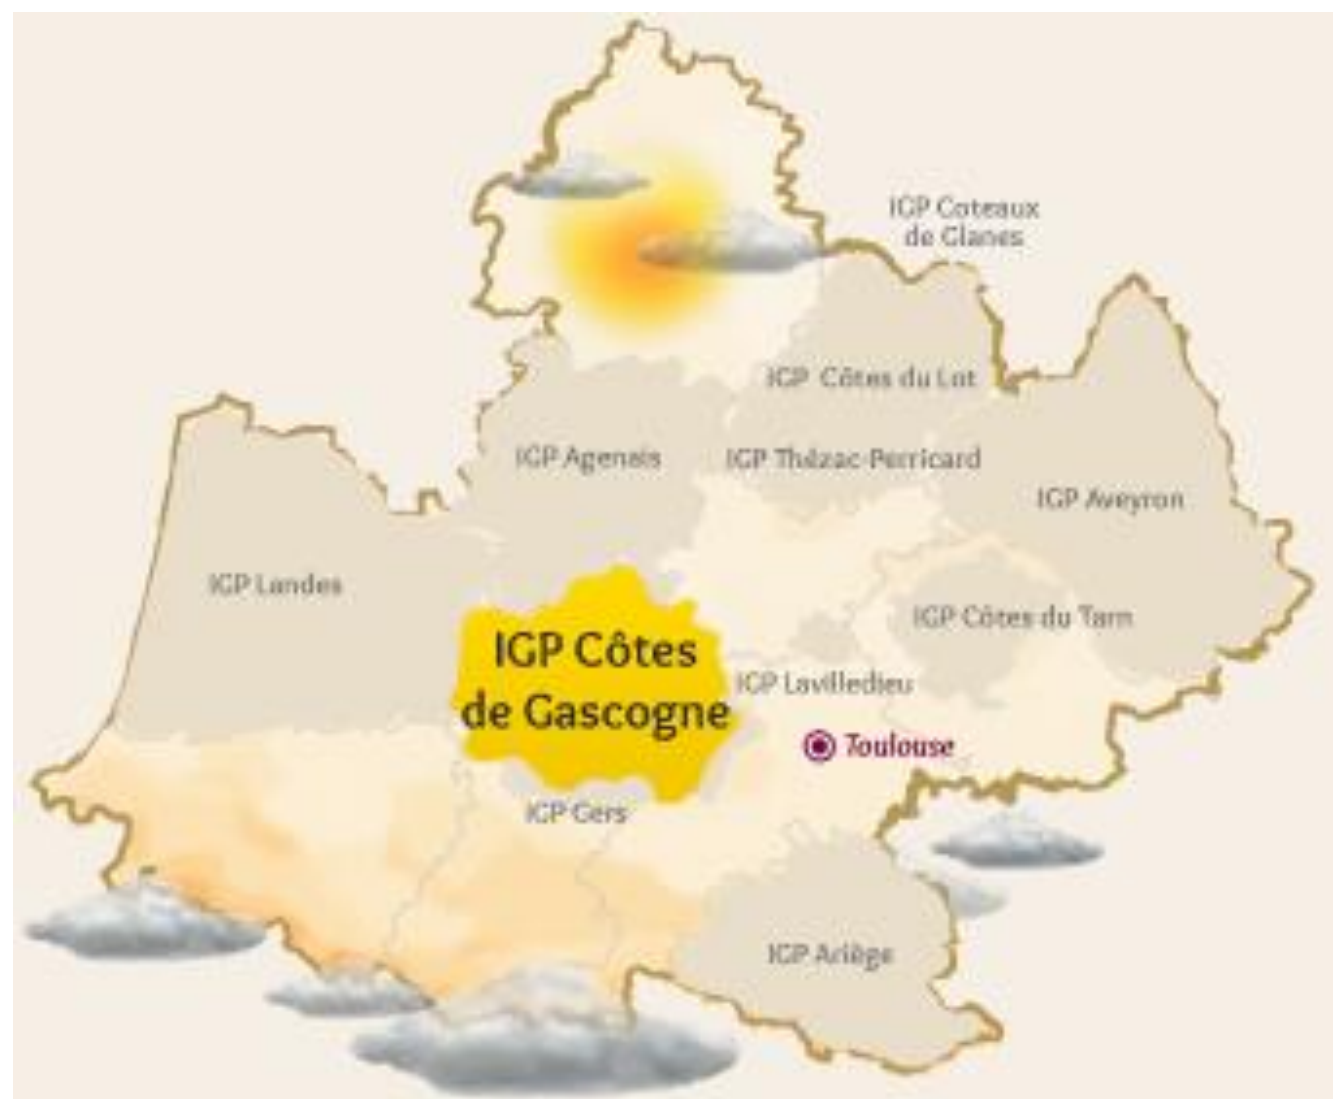 IGP Coteaux
de Glanes
IGP Côtes du Lot
IGP Agenais
IGP Thézac-Perricard
IGP Aveyron
IGP Landes
IGP Côtes du Tarn
IGP Côtes
de Gascogne
IGP Lavilledieu
Toulouse
IGP Gers
IGP Ariège